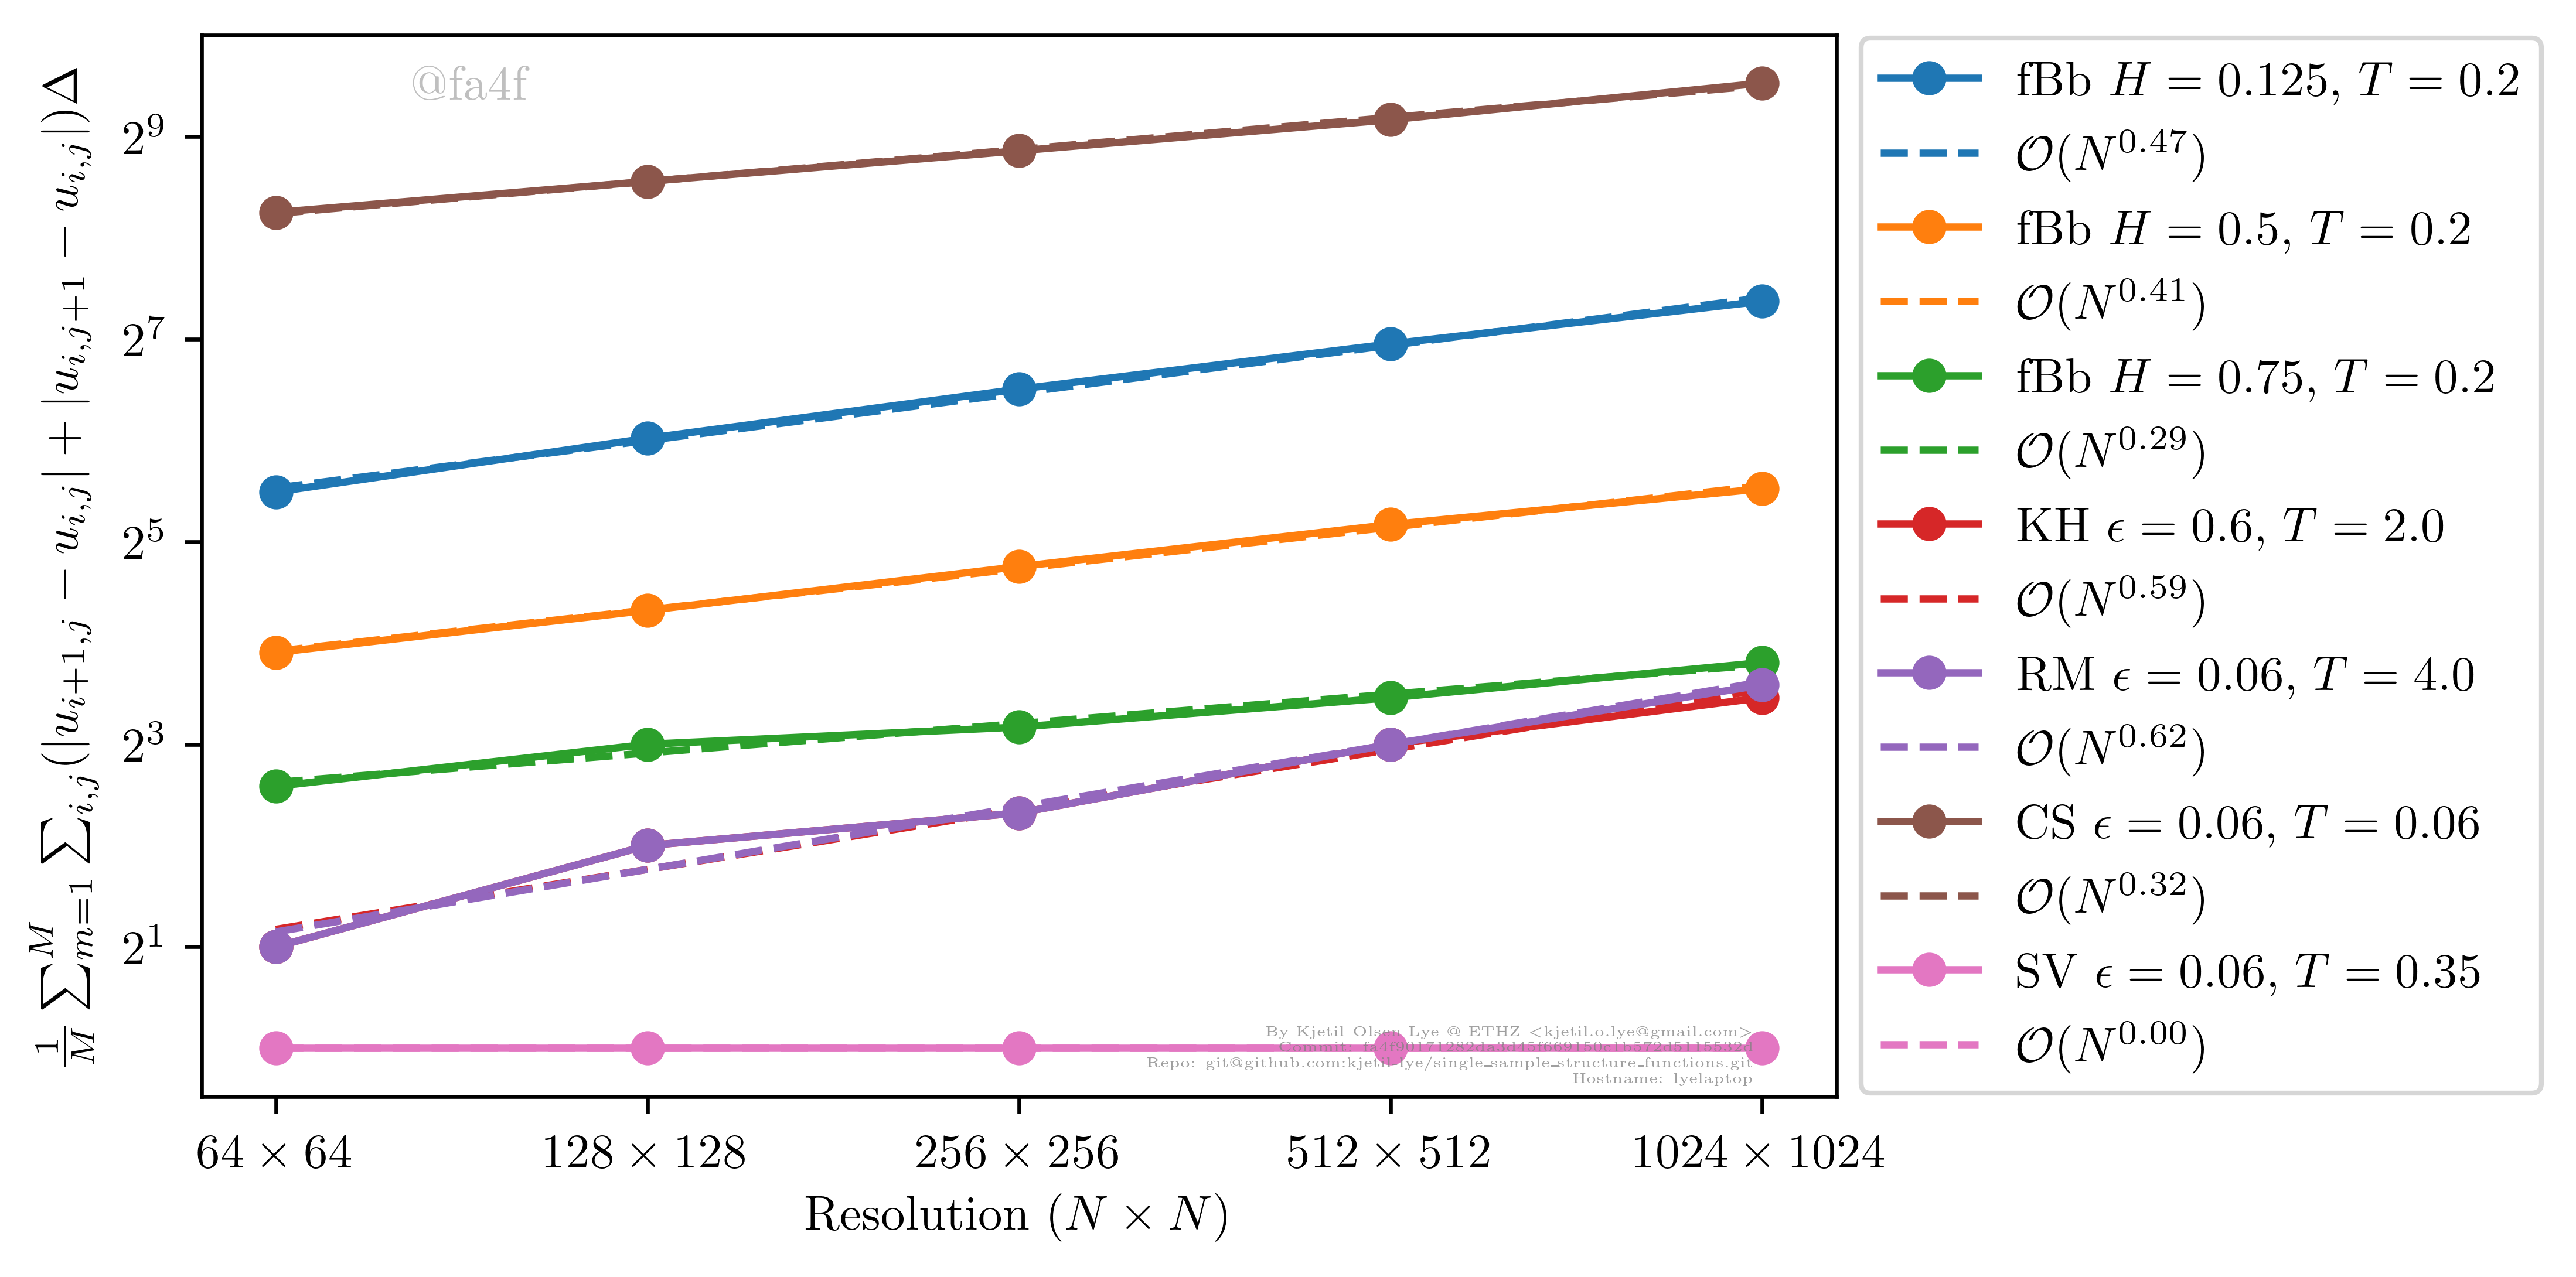 @fa4f
1/M ∑_{m=1}^{M} ∑_{i,j}(|u_{i+1,j} − u_{i,j}| + |u_{i,j+1} − u_{i,j}|)Δ
2^9
2^7
2^5
2^3
2^1
64 × 64
128 × 128
256 × 256
512 × 512
1024 × 1024
Resolution (N × N)
By Kjetil Olsen Lye @ ETHZ <kjetil.o.lye@gmail.com>
Commit: fa4f90171282da3d45f669150c1b572d5115532d
Repo: git@github.com:kjetil-lye/single_sample_structure_functions.git
Hostname: lyelaptop
fBb H = 0.125, T = 0.2
𝒪(N^{0.47})
fBb H = 0.5, T = 0.2
𝒪(N^{0.41})
fBb H = 0.75, T = 0.2
𝒪(N^{0.29})
KH ϵ = 0.6, T = 2.0
𝒪(N^{0.59})
RM ϵ = 0.06, T = 4.0
𝒪(N^{0.62})
CS ϵ = 0.06, T = 0.06
𝒪(N^{0.32})
SV ϵ = 0.06, T = 0.35
𝒪(N^{0.00})